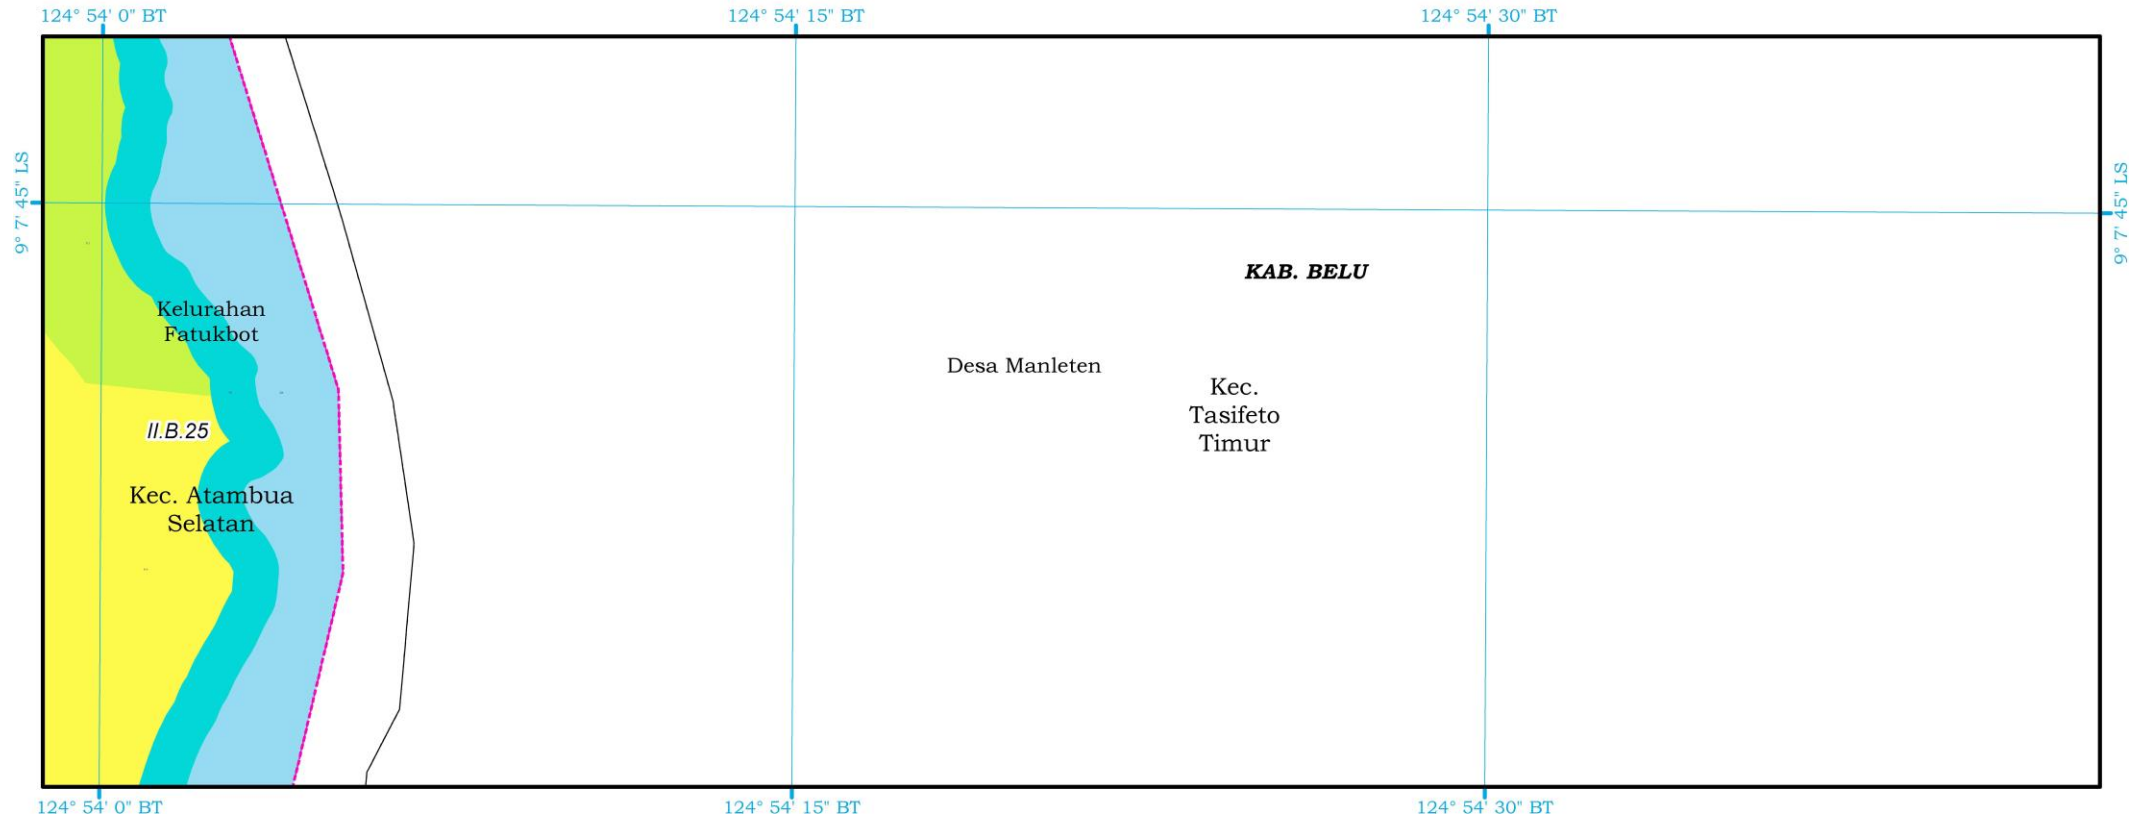 124° 54' 0" BT
124° 54' 15" BT
124° 54' 30" BT
9° 7' 45" LS
9° 7' 45" LS
KAB. BELU
Kelurahan
Fatukbot
Desa Manleten
Kec.
Tasifeto
Timur
II.B.25
Kec. Atambua
Selatan
124° 54' 0" BT
124° 54' 15" BT
124° 54' 30" BT